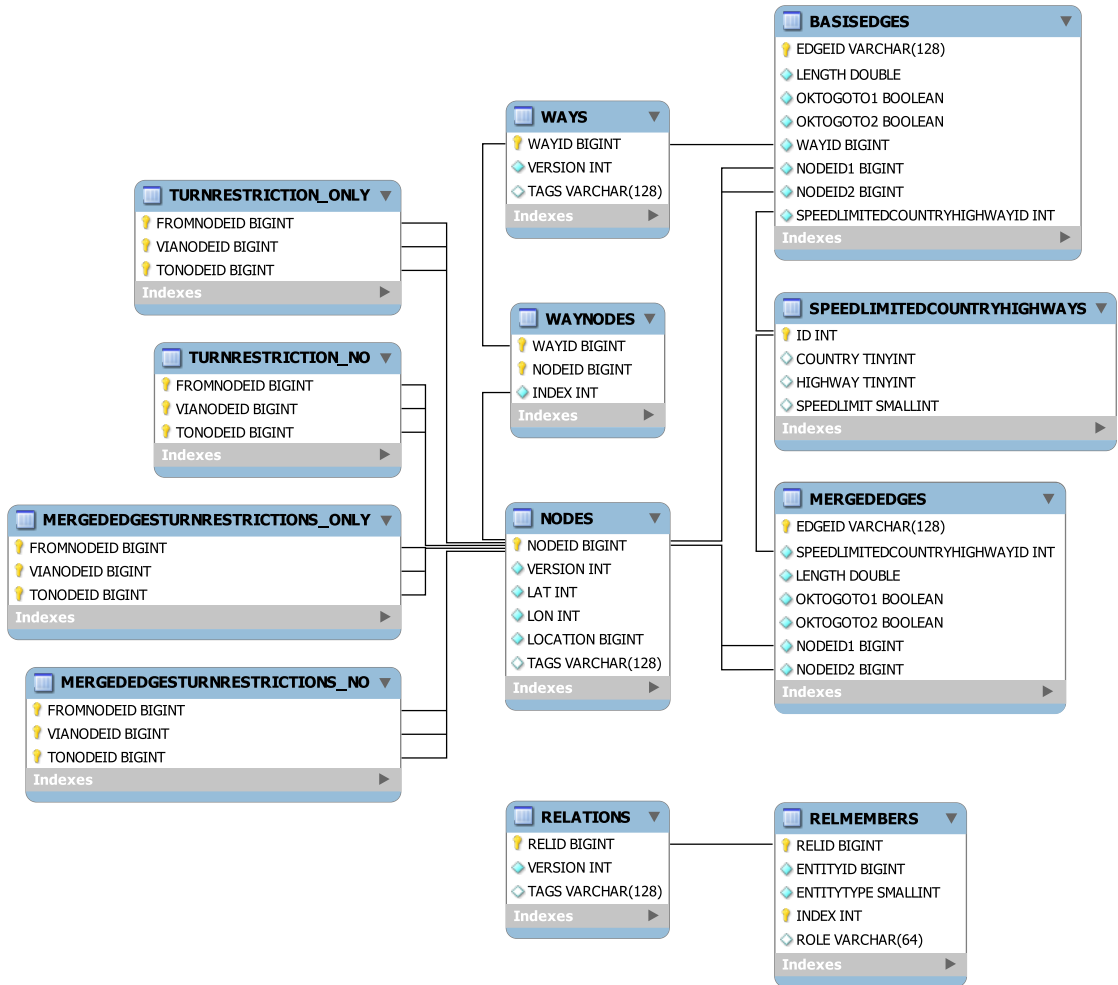 BASISEDGES
EDGEID VARCHAR(128)
LENGTH DOUBLE
OKTOGOTO1 BOOLEAN
OKTOGOTO2 BOOLEAN
WAYID BIGINT
NODEID1 BIGINT
NODEID2 BIGINT
SPEEDLIMITEDCOUNTRYHIGHWAYID INT
Indexes
WAYS
WAYID BIGINT
VERSION INT
TAGS VARCHAR(128)
Indexes
TURNRESTRICTION_ONLY
FROMNODEID BIGINT
VIANODEID BIGINT
TONODEID BIGINT
Indexes
SPEEDLIMITEDCOUNTRYHIGHWAYS
ID INT
COUNTRY TINYINT
HIGHWAY TINYINT
SPEEDLIMIT SMALLINT
Indexes
WAYNODES
WAYID BIGINT
NODEID BIGINT
INDEX INT
Indexes
TURNRESTRICTION_NO
FROMNODEID BIGINT
VIANODEID BIGINT
TONODEID BIGINT
Indexes
MERGEDEDGES
EDGEID VARCHAR(128)
SPEEDLIMITEDCOUNTRYHIGHWAYID INT
LENGTH DOUBLE
OKTOGOTO1 BOOLEAN
OKTOGOTO2 BOOLEAN
NODEID1 BIGINT
NODEID2 BIGINT
Indexes
NODES
NODEID BIGINT
VERSION INT
LAT INT
LON INT
LOCATION BIGINT
TAGS VARCHAR(128)
Indexes
MERGEDEDGESTURNRESTRICTIONS_ONLY
FROMNODEID BIGINT
VIANODEID BIGINT
TONODEID BIGINT
Indexes
MERGEDEDGESTURNRESTRICTIONS_NO
FROMNODEID BIGINT
VIANODEID BIGINT
TONODEID BIGINT
Indexes
RELATIONS
RELID BIGINT
VERSION INT
TAGS VARCHAR(128)
Indexes
RELMEMBERS
RELID BIGINT
ENTITYID BIGINT
ENTITYTYPE SMALLINT
INDEX INT
ROLE VARCHAR(64)
Indexes